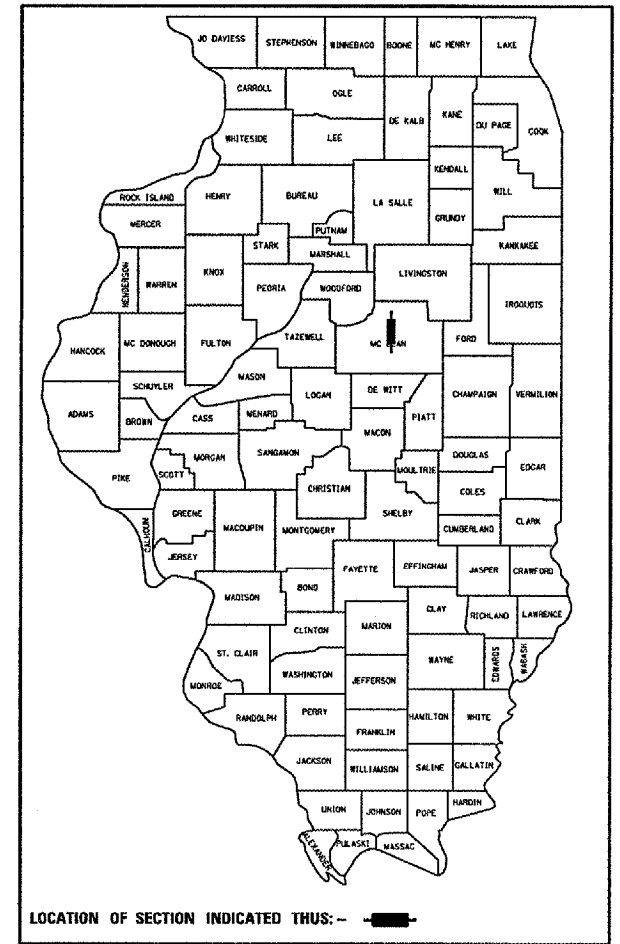 JO DAVIESS STEPHENSON WINNEBAGO BOONE MC HENRY LAKE
CARROLL OGLE DE KALB KANE DU PAGE COOK
WHITESIDE LEE KENDALL WILL
ROCK ISLAND HENRY BUREAU LA SALLE GRUNDY
MERCER PUTNAM KANKAKEE
STARK MARSHALL LIVINGSTON
HENDERSON WARREN KNOX PEORIA WOODFORD IROQUOIS
HANCOCK MC DONOUGH FULTON TAZEWELL FORD
MASON
SCHUYLER LOGAN DE WITT CHAMPAIGN VERMILION
ADAMS BROWN CASS MENARD MACON PIATT
PIKE SCOTT MORGAN SANGAMON MOULTRIE DOUGLAS EDGAR
CHRISTIAN COLES
CALHOUN GREENE MACOUPIN MONTGOMERY SHELBY CUMBERLAND CLARK
JERSEY FAYETTE EFFINGHAM JASPER CRAWFORD
MADISON BOND
CLINTON MARION CLAY RICHLAND LAWRENCE
ST. CLAIR WAYNE EDWARDS WABASH
MONROE WASHINGTON JEFFERSON
RANDOLPH PERRY HAMILTON WHITE
FRANKLIN
JACKSON WILLIAMSON SALINE GALLATIN
UNION JOHNSON POPE HARDIN
ALEXANDER PULASKI MASSAC
LOCATION OF SECTION INDICATED THUS:-